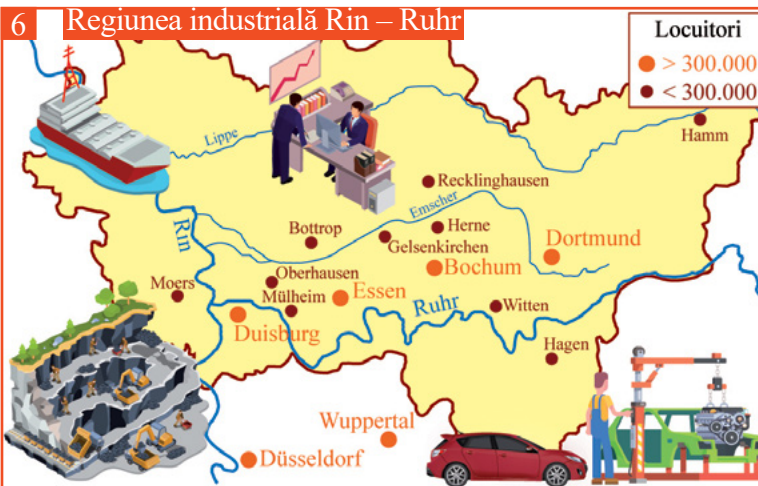 6 Regiunea industrială Rin – Ruhr
Locuitori
> 300.000
< 300.000
Lippe
Hamm
Recklinghausen
Emscher
Rin
Herne
Bottrop
Gelsenkirchen
Dortmund
Bochum
Oberhausen
Moers
Essen
Mülheim
Ruhr
Witten
Duisburg
Hagen
Wuppertal
Düsseldorf